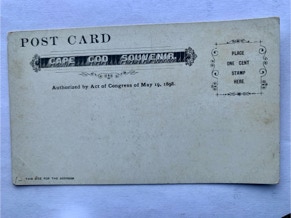 POST CARD
CAPE COD SOUVENIR
Authorized by Act of Congress of May 19, 1898.
PLACE
ONE CENT
STAMP
HERE
THIS SIDE FOR THE ADDRESS